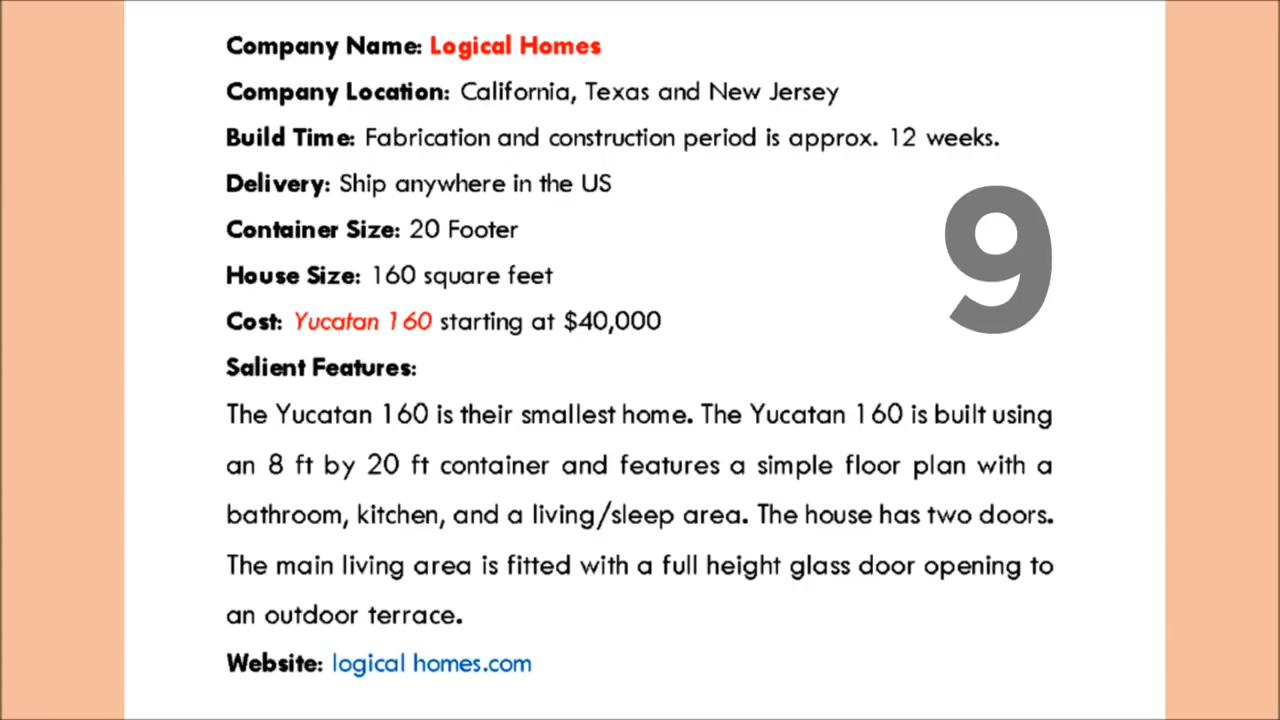 Company Name: Logical Homes
Company Location: California, Texas and New Jersey
Build Time: Fabrication and construction period is approx. 12 weeks.
Delivery: Ship anywhere in the US
Container Size: 20 Footer
House Size: 160 square feet
Cost: Yucatan 160 starting at $40,000
Salient Features:
The Yucatan 160 is their smallest home. The Yucatan 160 is built using
an 8 ft by 20 ft container and features a simple floor plan with a
bathroom, kitchen, and a living/sleep area. The house has two doors.
The main living area is fitted with a full height glass door opening to
an outdoor terrace.
Website: logical homes.com
9